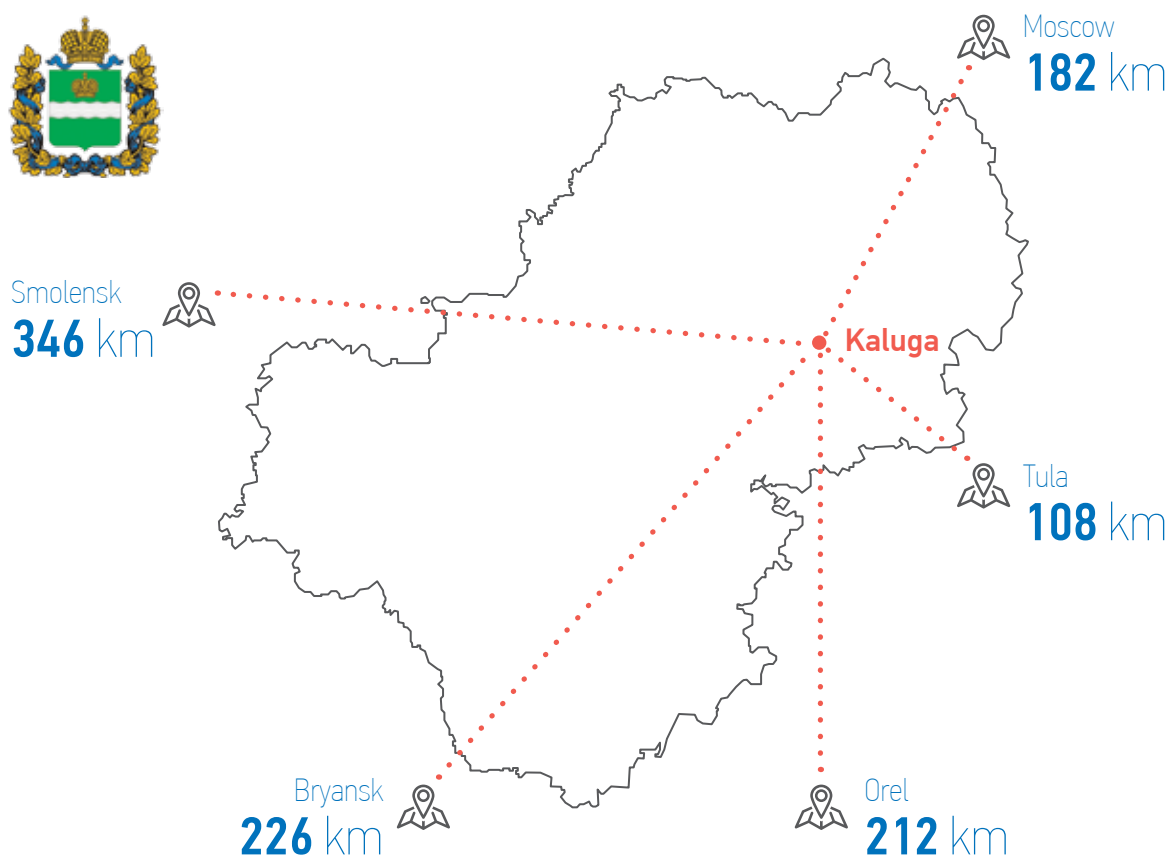 Moscow
182 km
Smolensk
346 km
Kaluga
Tula
108 km
Bryansk
226 km
Orel
212 km